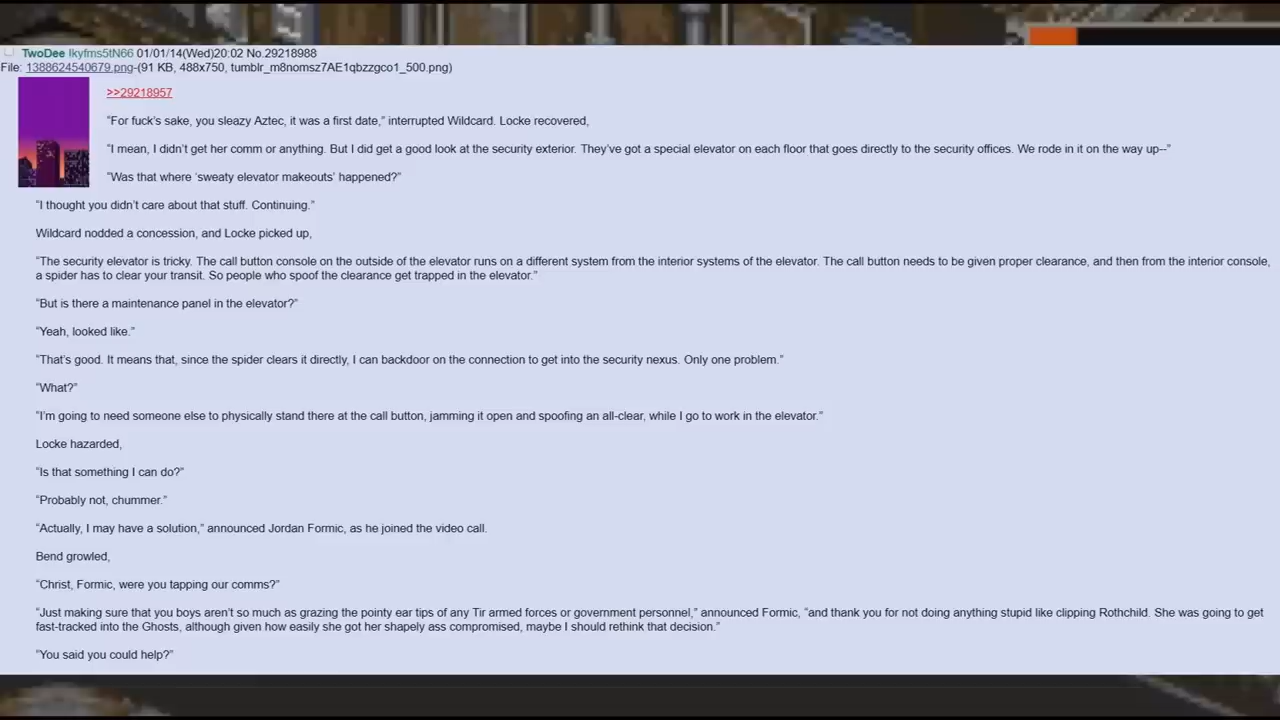 TwoDee !kyfms5tN66 01/01/14(Wed)20:02 No.29218988
File: 1388624540679.png-(91 KB, 488x750, tumblr_m8nomsz7AE1qbzzgco1_500.png)
>>29218957
“For fuck’s sake, you sleazy Aztec, it was a first date,” interrupted Wildcard. Locke recovered,
“I mean, I didn’t get her comm or anything. But I did get a good look at the security exterior. They’ve got a special elevator on each floor that goes directly to the security offices. We rode in it on the way up--”
“Was that where ‘sweaty elevator makeouts’ happened?”
“I thought you didn’t care about that stuff. Continuing.”
Wildcard nodded a concession, and Locke picked up,
“The security elevator is tricky. The call button console on the outside of the elevator runs on a different system from the interior systems of the elevator. The call button needs to be given proper clearance, and then from the interior console,
a spider has to clear your transit. So people who spoof the clearance get trapped in the elevator.”
“But is there a maintenance panel in the elevator?”
“Yeah, looked like.”
“That’s good. It means that, since the spider clears it directly, I can backdoor on the connection to get into the security nexus. Only one problem.”
“What?”
“I’m going to need someone else to physically stand there at the call button, jamming it open and spoofing an all-clear, while I go to work in the elevator.”
Locke hazarded,
“Is that something I can do?”
“Probably not, chummer.”
“Actually, I may have a solution,” announced Jordan Formic, as he joined the video call.
Bend growled,
“Christ, Formic, were you tapping our comms?”
“Just making sure that you boys aren’t so much as grazing the pointy ear tips of any Tir armed forces or government personnel,” announced Formic, “and thank you for not doing anything stupid like clipping Rothchild. She was going to get
fast-tracked into the Ghosts, although given how easily she got her shapely ass compromised, maybe I should rethink that decision.”
“You said you could help?”